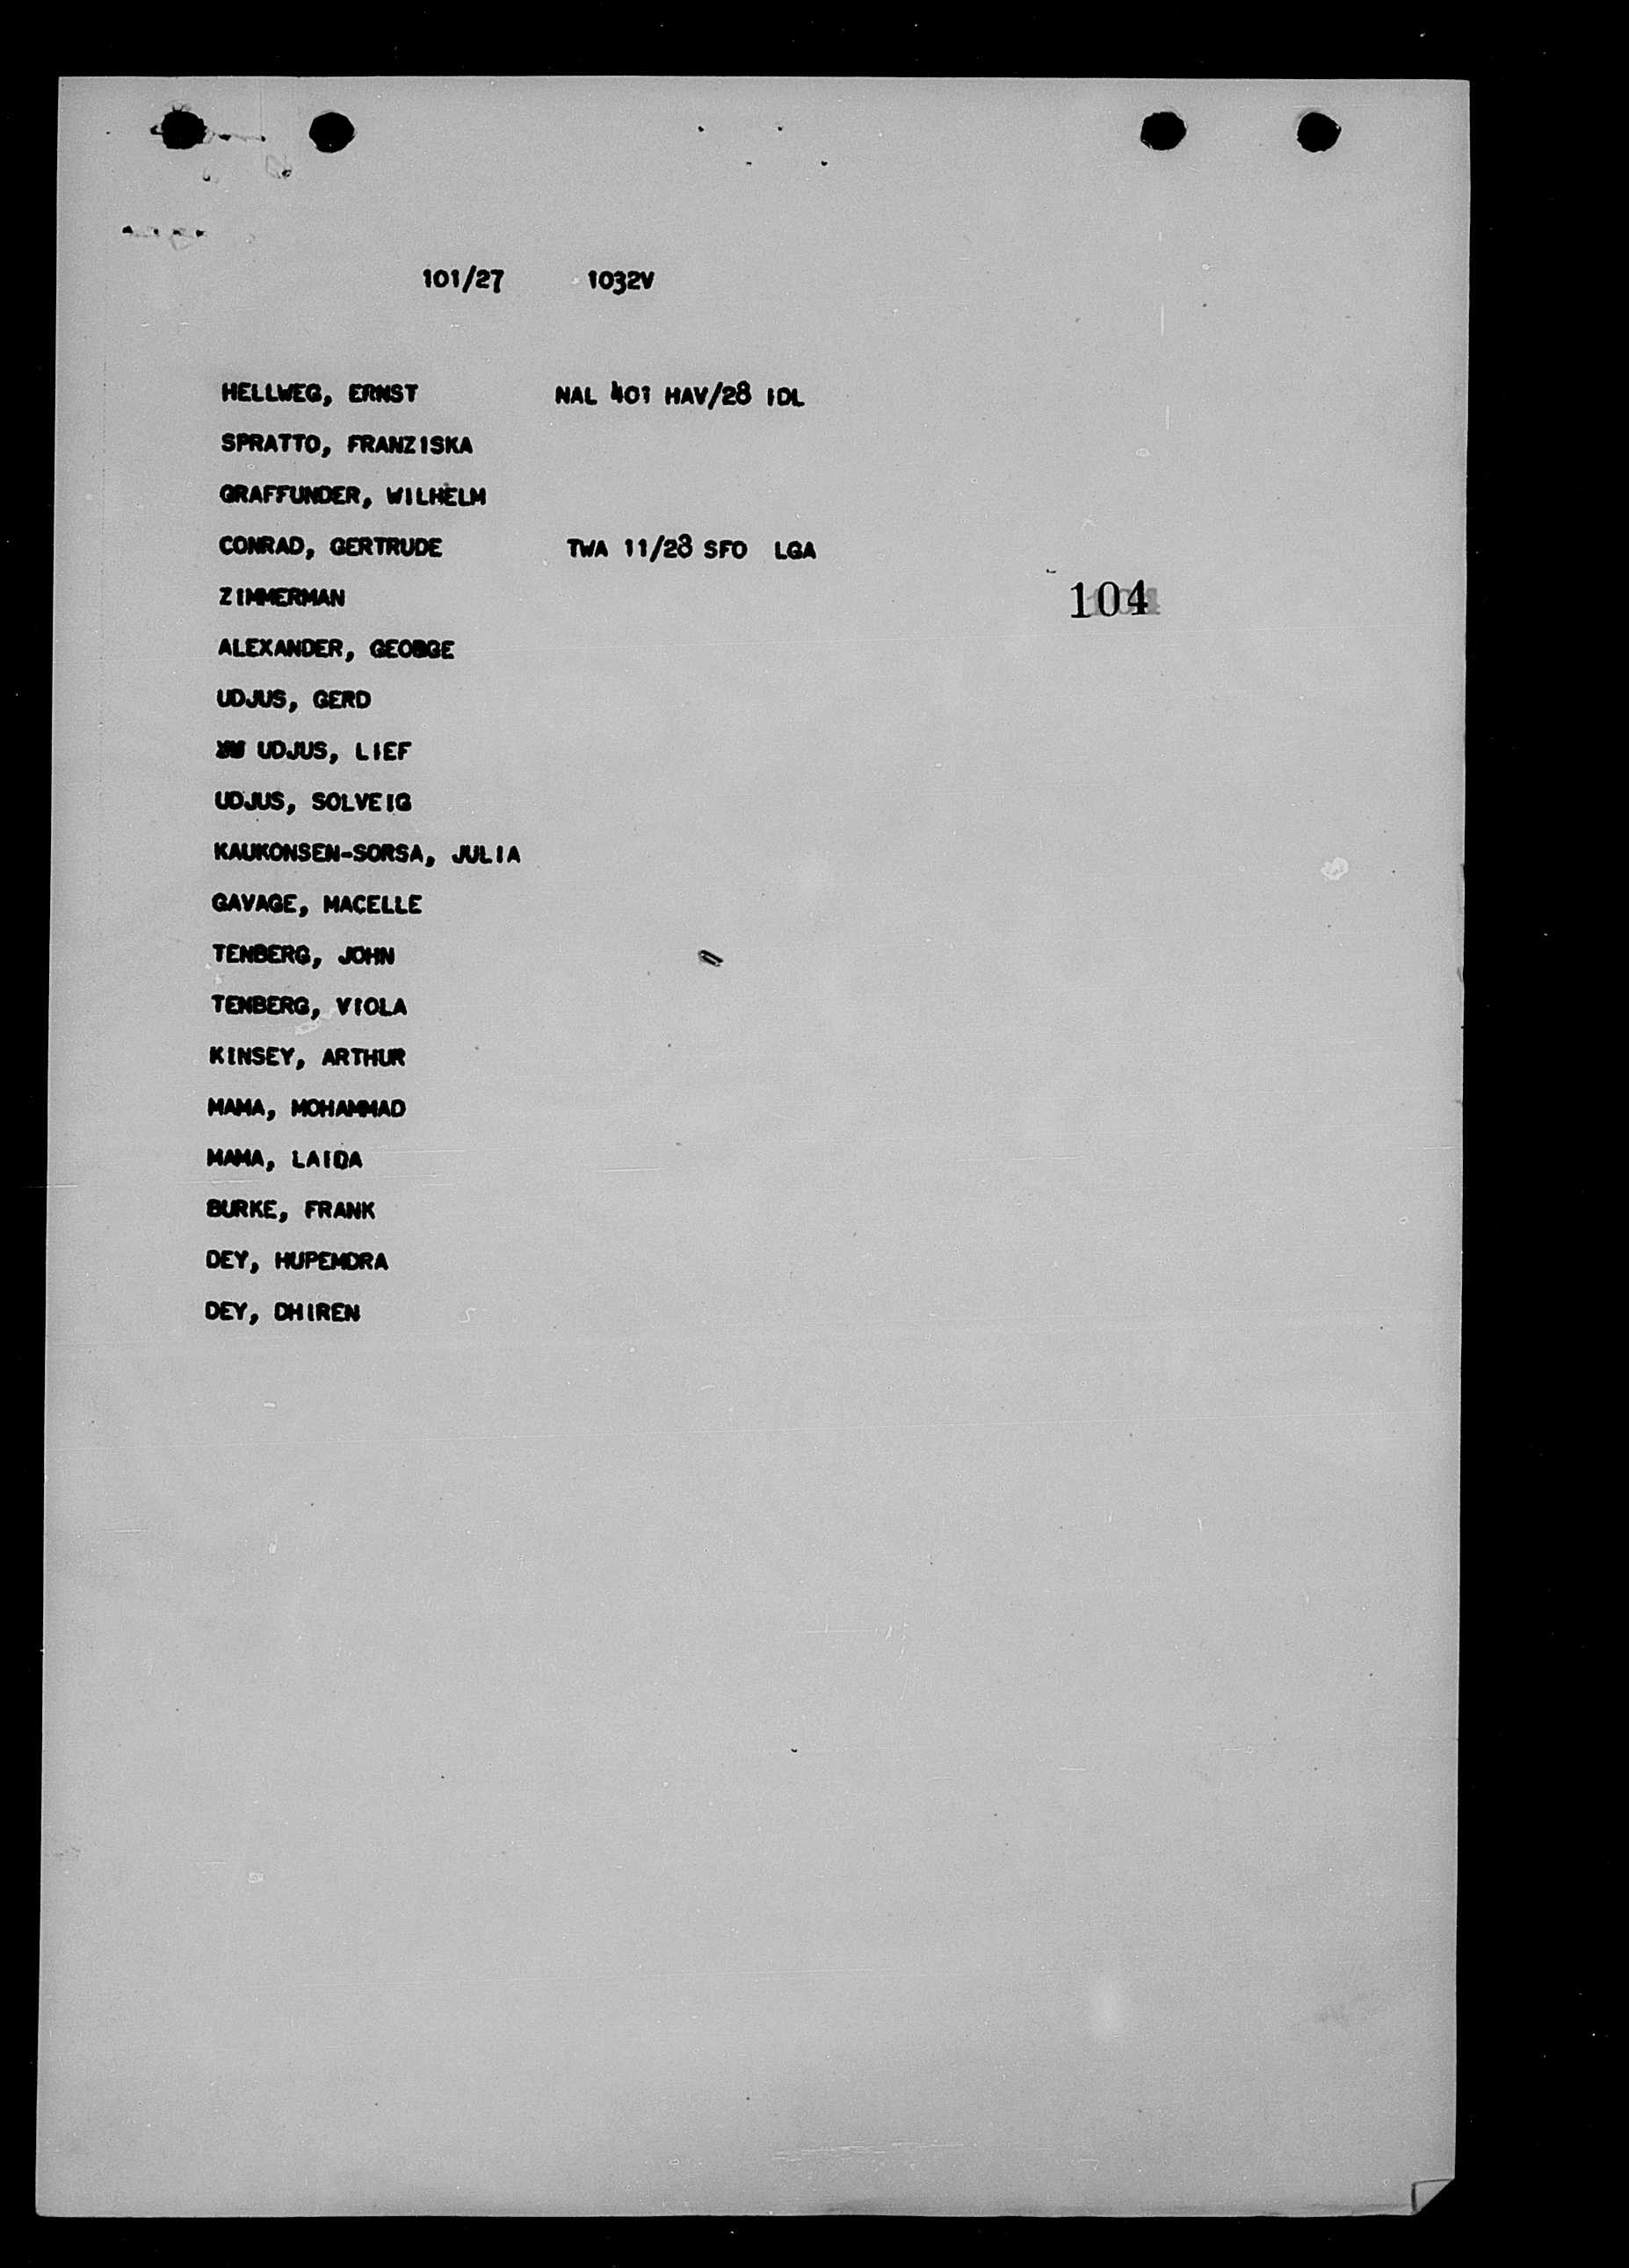 101/27 1032V
HELLWEG, ERNST NAL 401 HAV/28 IDL
SPRATTO, FRANZISKA
GRAFFUNDER, WILHELM
CONRAD, GERTRUDE TWA 11/28 SFO LGA
ZIMMERMAN
104
ALEXANDER, GEOBGE
UDJUS, GERD
UDJUS, LIEF
UDJUS, SOLVEIG
KAUKONSEN-SORSA, JULIA
GAVAGE, MACELLE
TENBERG, JOHN
TENBERG, VIOLA
KINSEY, ARTHUR
MAMA, MOHAMMAD
MAMA, LAIDA
BURKE, FRANK
DEY, HUPEMDRA
DEY, DHIREN